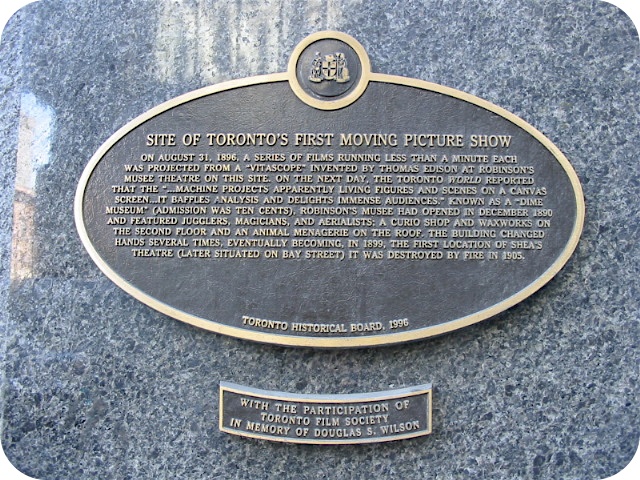 SITE OF TORONTO'S FIRST MOVING PICTURE SHOW
ON AUGUST 31, 1896, A SERIES OF FILMS RUNNING LESS THAN A MINUTE EACH
WAS PROJECTED FROM A "VITASCOPE" INVENTED BY THOMAS EDISON AT ROBINSON'S
MUSEE THEATRE ON THIS SITE. ON THE NEXT DAY, THE TORONTO WORLD REPORTED
THAT THE "...MACHINE PROJECTS APPARENTLY LIVING FIGURES AND SCENES ON A CANVAS
SCREEN...IT BAFFLES ANALYSIS AND DELIGHTS IMMENSE AUDIENCES." KNOWN AS A "DIME
MUSEUM" (ADMISSION WAS TEN CENTS), ROBINSON'S MUSEE HAD OPENED IN DECEMBER 1890
AND FEATURED JUGGLERS, MAGICIANS, AND AERIALISTS; A CURIO SHOP AND WAXWORKS ON
THE SECOND FLOOR AND AN ANIMAL MENAGERIE ON THE ROOF. THE BUILDING CHANGED
HANDS SEVERAL TIMES, EVENTUALLY BECOMING, IN 1899, THE FIRST LOCATION OF SHEA'S
THEATRE (LATER SITUATED ON BAY STREET) IT WAS DESTROYED BY FIRE IN 1905.
TORONTO HISTORICAL BOARD, 1996
WITH THE PARTICIPATION OF
TORONTO FILM SOCIETY
IN MEMORY OF DOUGLAS S. WILSON